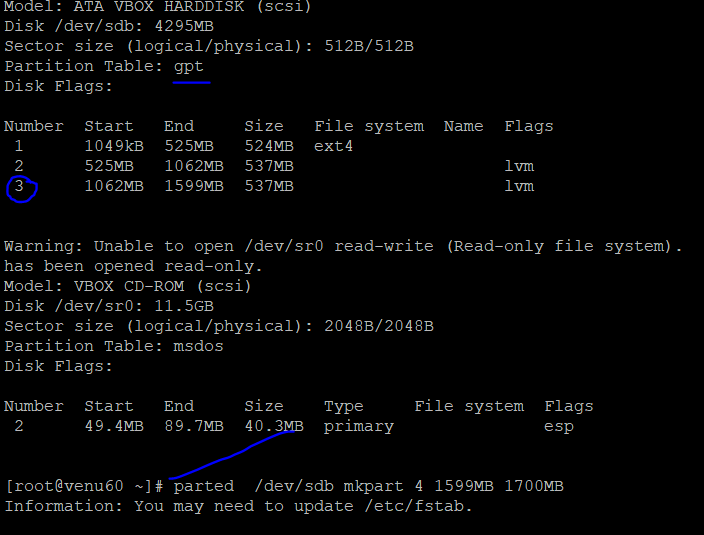 Model: ATA VBOX HARDDISK (scsi)
Disk /dev/sdb: 4295MB
Sector size (logical/physical): 512B/512B
Partition Table: gpt
Disk Flags:
Number  Start   End     Size    File system  Name  Flags
 1      1049kB  525MB   524MB   ext4
 2      525MB   1062MB  537MB                      lvm
 3      1062MB  1599MB  537MB                      lvm
Warning: Unable to open /dev/sr0 read-write (Read-only file system).
has been opened read-only.
Model: VBOX CD-ROM (scsi)
Disk /dev/sr0: 11.5GB
Sector size (logical/physical): 2048B/2048B
Partition Table: msdos
Disk Flags:
Number  Start   End     Size    Type     File system  Flags
 2      49.4MB  89.7MB  40.3MB  primary               esp
[root@venu60 ~]# parted  /dev/sdb mkpart 4 1599MB 1700MB
Information: You may need to update /etc/fstab.